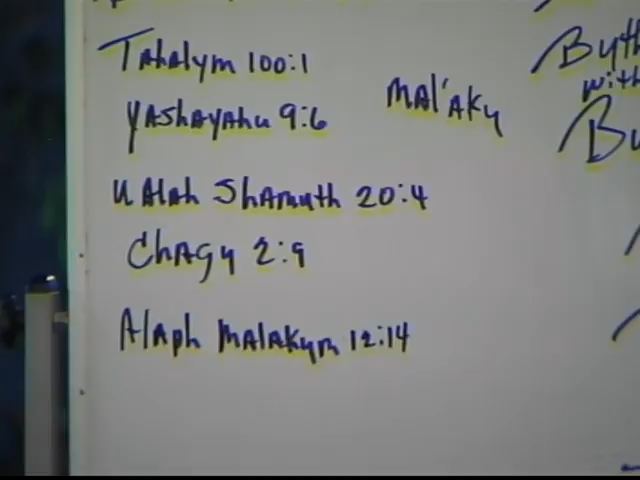 Tahalym 100:1
Yashayahu 9:6
Mal'aky
U Alah Shamuth 20:4
Chagy 2:9
Alaph Malakym 12:14
with